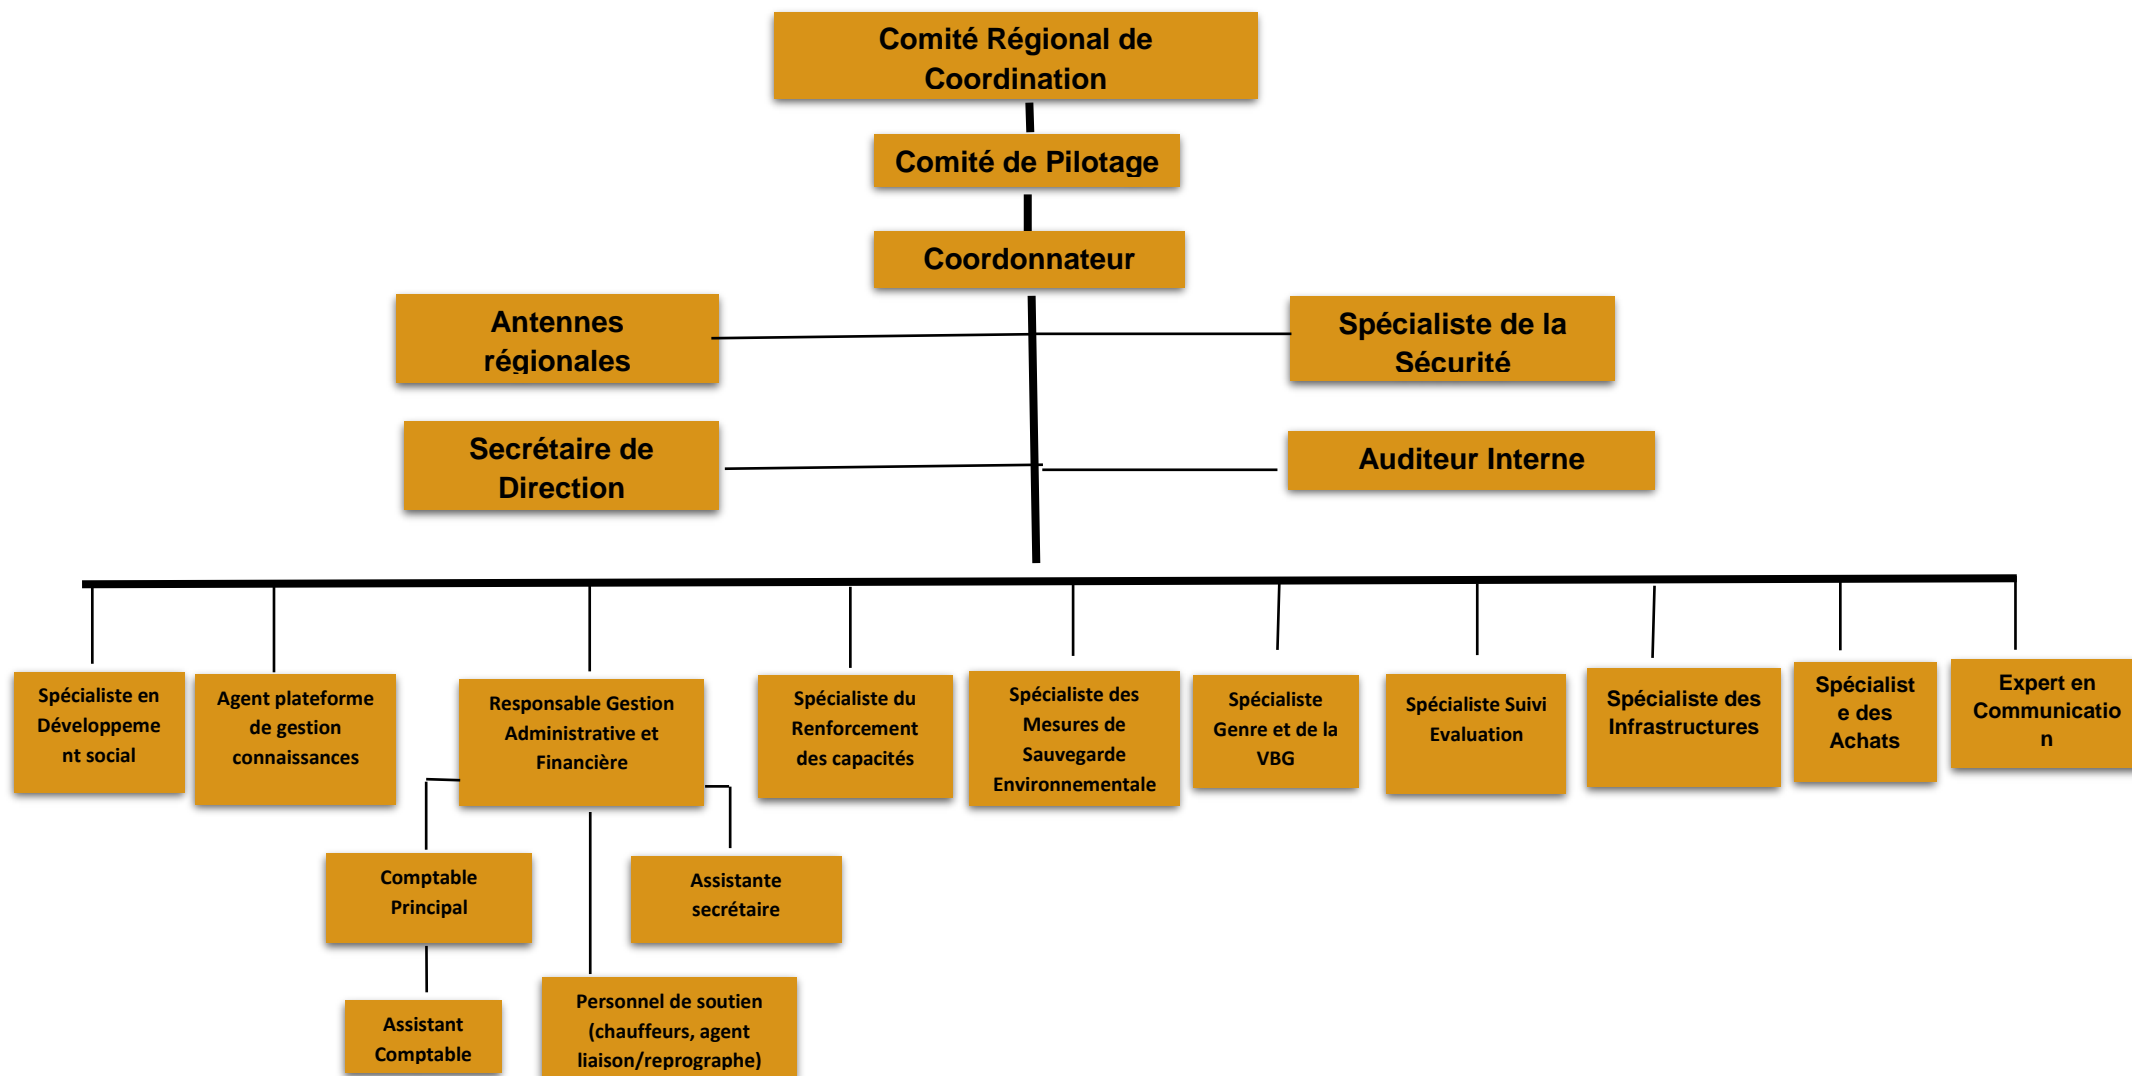 Comité Régional de
Coordination
Comité de Pilotage
Coordonnateur
Antennes
régionales
Spécialiste de la
Sécurité
Secrétaire de
Direction
Auditeur Interne
Spécialiste en
Développeme
nt social
Agent plateforme
de gestion
connaissances
Responsable Gestion
Administrative et
Financière
Spécialiste du
Renforcement
des capacités
Spécialiste des
Mesures de
Sauvegarde
Environnementale
Spécialiste
Genre et de la
VBG
Spécialiste Suivi
Evaluation
Spécialiste des
Infrastructures
Spécialist
e des
Achats
Expert en
Communicatio
n
Comptable
Principal
Assistante
secrétaire
Assistant
Comptable
Personnel de soutien
(chauffeurs, agent
liaison/reprographe)